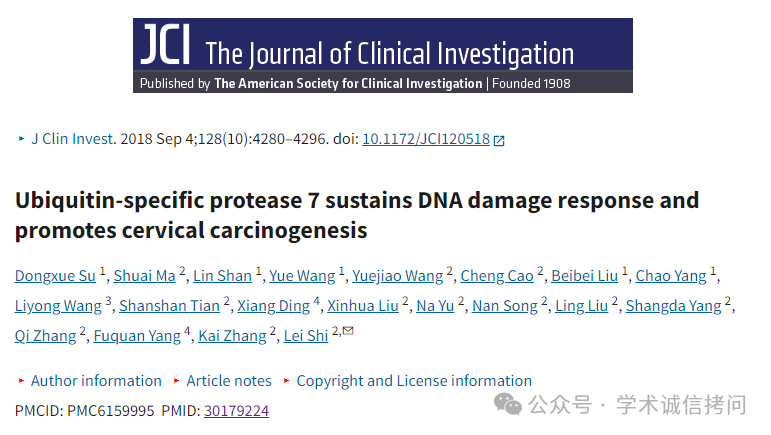 JCI The Journal of Clinical Investigation
Published by The American Society for Clinical Investigation | Founded 1908
J Clin Invest. 2018 Sep 4;128(10):4280–4296. doi: 10.1172/JCI120518
Ubiquitin-specific protease 7 sustains DNA damage response and
promotes cervical carcinogenesis
Dongxue Su 1, Shuai Ma 2, Lin Shan 1, Yue Wang 1, Yuejiao Wang 2, Cheng Cao 2, Beibei Liu 1, Chao Yang 1,
Liyong Wang 3, Shanshan Tian 2, Xiang Ding 4, Xinhua Liu 2, Na Yu 2, Nan Song 2, Ling Liu 2, Shangda Yang 2,
Qi Zhang 2, Fuquan Yang 4, Kai Zhang 2, Lei Shi 2,
Author information Article notes Copyright and License information
PMCID: PMC6159995 PMID: 30179224
公众号 · 学术诚信拷问